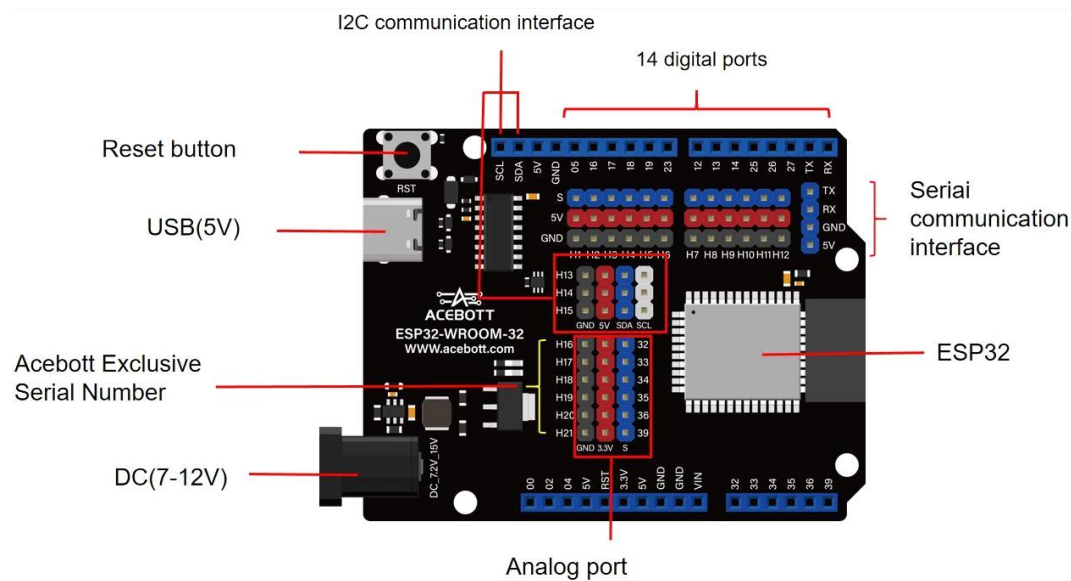 I2C communication interface
14 digital ports
Reset button
USB(5V)
Acebott Exclusive
Serial Number
DC(7-12V)
Seriai
communication
interface
ESP32
Analog port
RST
SCL
SDA
5V
GND
05
16
17
18
19
23
12
13
14
25
26
27
TX
RX
S
5V
GND
H1 H2 H3 H4 H5 H6
H7 H8 H9 H10 H11 H12
TX
RX
GND
5V
H13
H14
H15
GND 5V SDA SCL
ACEBOTT
ESP32-WROOM-32
WWW.acebott.com
H16 32
H17 33
H18 34
H19 35
H20 36
H21 39
GND 3.3V S
DC_7.2V_15V
00
02
04
5V
RST
3.3V
5V
GND
GND
VIN
32
33
34
35
36
39